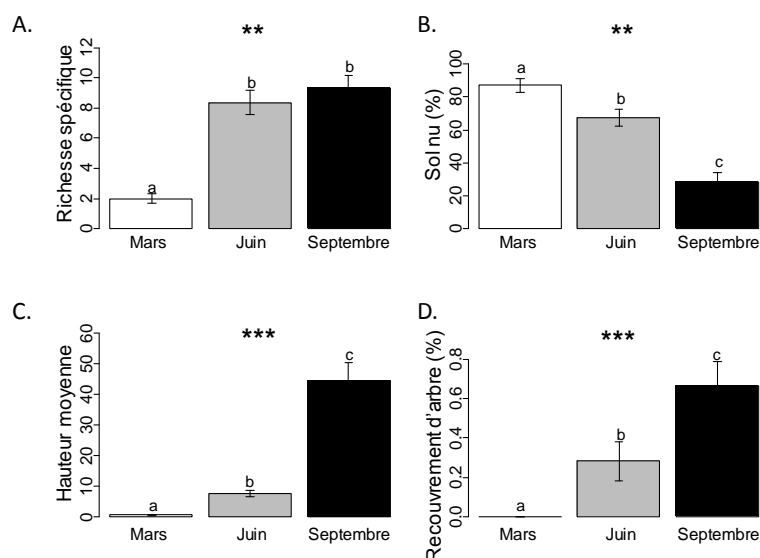 A.
**
Richesse spécifique
12
10
8
6
4
2
0
a
b
b
Mars
Juin
Septembre
B.
**
Sol nu (%)
100
80
60
40
20
0
a
b
c
Mars
Juin
Septembre
C.
***
Hauteur moyenne
60
50
40
30
20
10
0
a
b
c
Mars
Juin
Septembre
D.
***
Recouvrement d'arbre (%)
0.8
0.6
0.4
0.2
0.0
a
b
c
Mars
Juin
Septembre